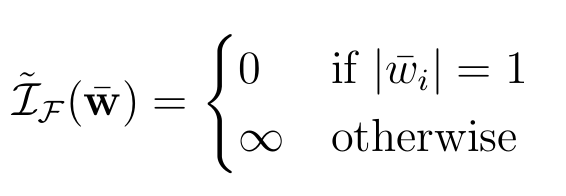 $\tilde{\mathcal{I}}_{\mathcal{F}}(\bar{\mathbf{w}}) = \begin{cases} 0 & \text{if } |\bar{w}_i| = 1 \\ \infty & \text{otherwise} \end{cases}$